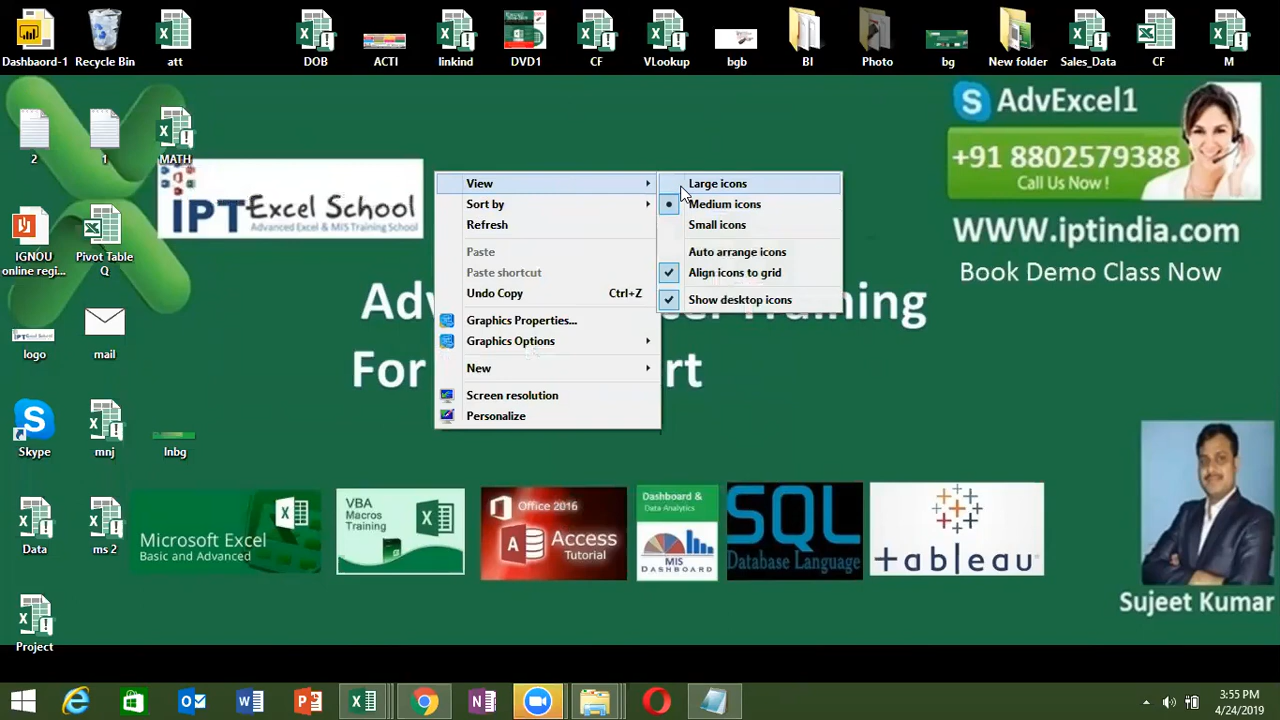 Dashbaord-1
Recycle Bin
att
DOB
ACTI
linkind
DVD1
CF
VLookup
bgb
BI
Photo
bg
New folder
Sales_Data
CF
M
2
1
MATH
IPT Excel School
Advanced Excel & MIS Training School
AdvExcel1
+91 8802579388
Call Us Now !
WWW.iptindia.com
Book Demo Class Now
IGNOU
online regi...
Pivot Table
Q
logo
mail
Skype
mnj
Inbg
Data
ms 2
Project
View
Sort by
Refresh
Paste
Paste shortcut
Undo Copy Ctrl+Z
Graphics Properties...
Graphics Options
New
Screen resolution
Personalize
Large icons
Medium icons
Small icons
Auto arrange icons
Align icons to grid
Show desktop icons
Microsoft Excel
Basic and Advanced
VBA
Macros
Training
Office 2016
Access
Tutorial
Dashboard &
Data Analytics
MIS
DASHBOARD
SQL
Database Language
tableau
Sujeet Kumar
3:55 PM
4/24/2019